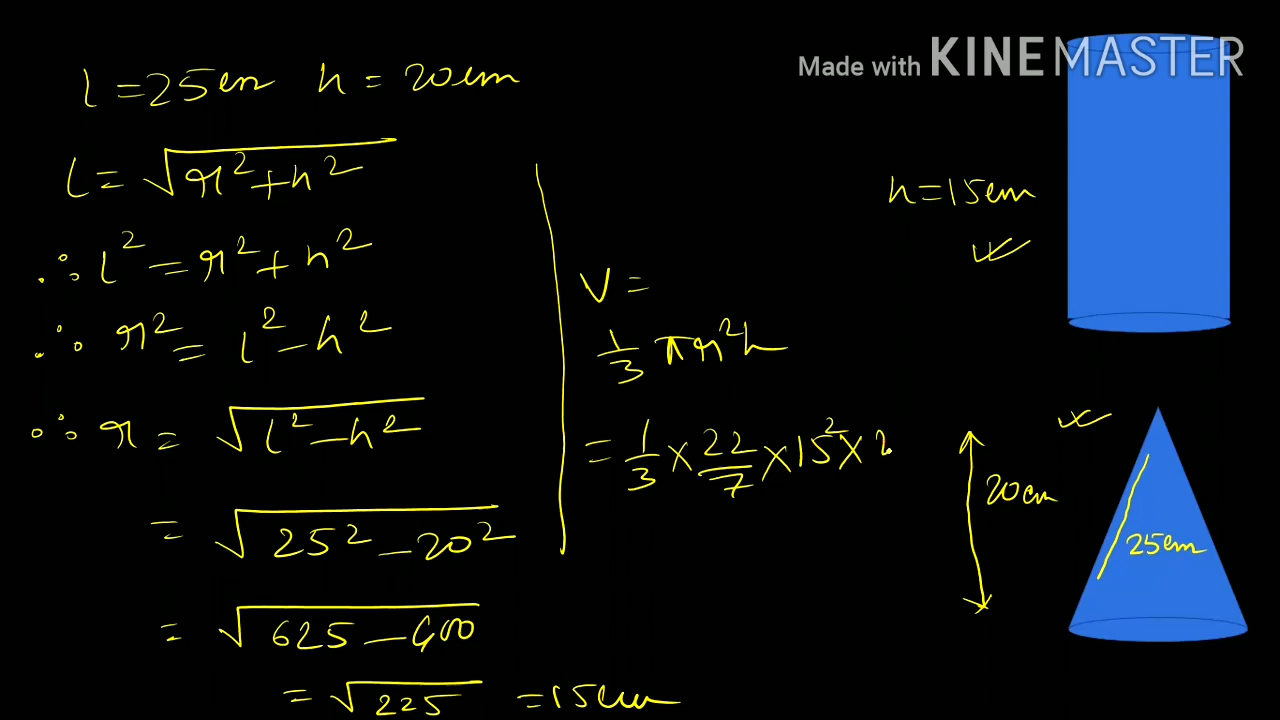 Made with KINEMASTER
l = 25cm h = 20cm
l = √(r² + h²)
∴ l² = r² + h²
∴ r² = l² - h²
∴ r = √(l² - h²)
= √(25² - 20²)
= √(625 - 400)
= √225 = 15cm
V =
1/3 πr²h
= 1/3 × 22/7 × 15² × 2
h = 15cm
20cm
25cm